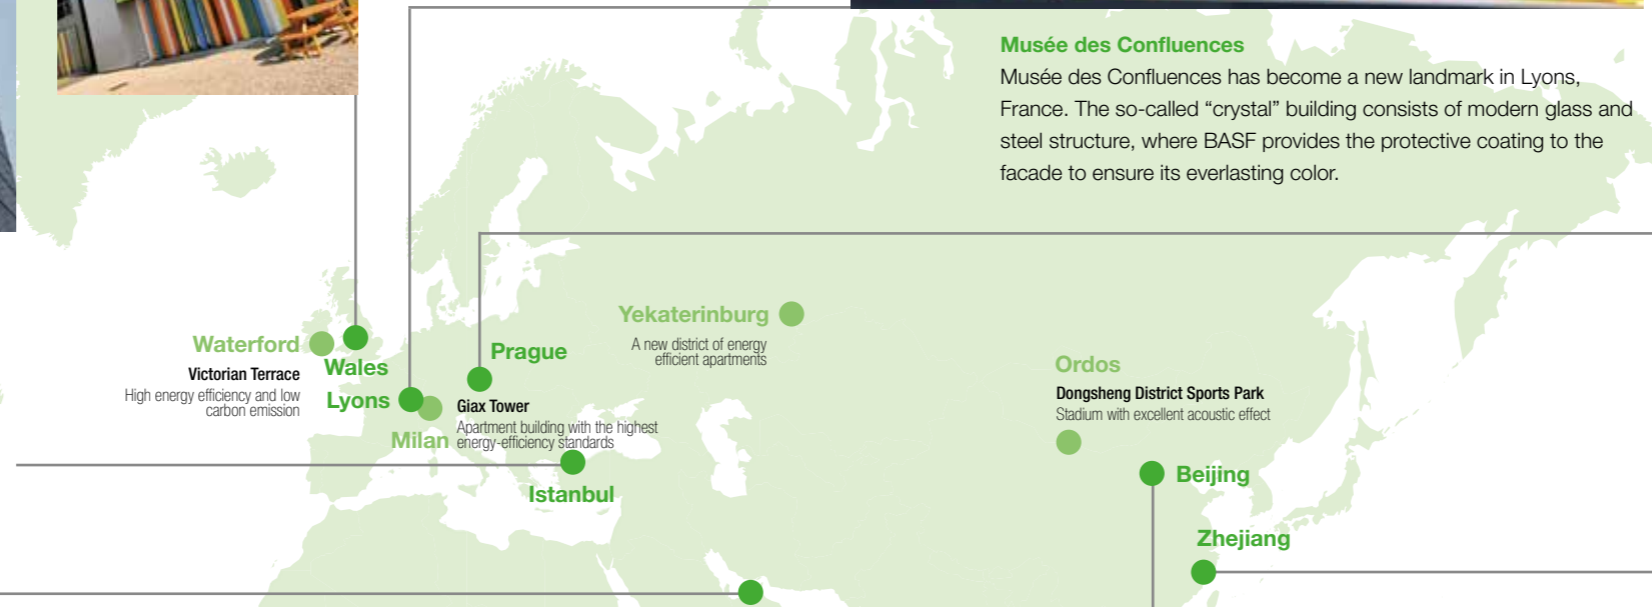 Musée des Confluences
Musée des Confluences has become a new landmark in Lyons,
France. The so-called “crystal” building consists of modern glass and
steel structure, where BASF provides the protective coating to the
facade to ensure its everlasting color.
Waterford
Victorian Terrace
High energy efficiency and low
carbon emission
Wales
Lyons
Prague
Milan
Giax Tower
Apartment building with the highest
energy-efficiency standards
Istanbul
Yekaterinburg
A new district of energy
efficient apartments
Ordos
Dongsheng District Sports Park
Stadium with excellent acoustic effect
Beijing
Zhejiang